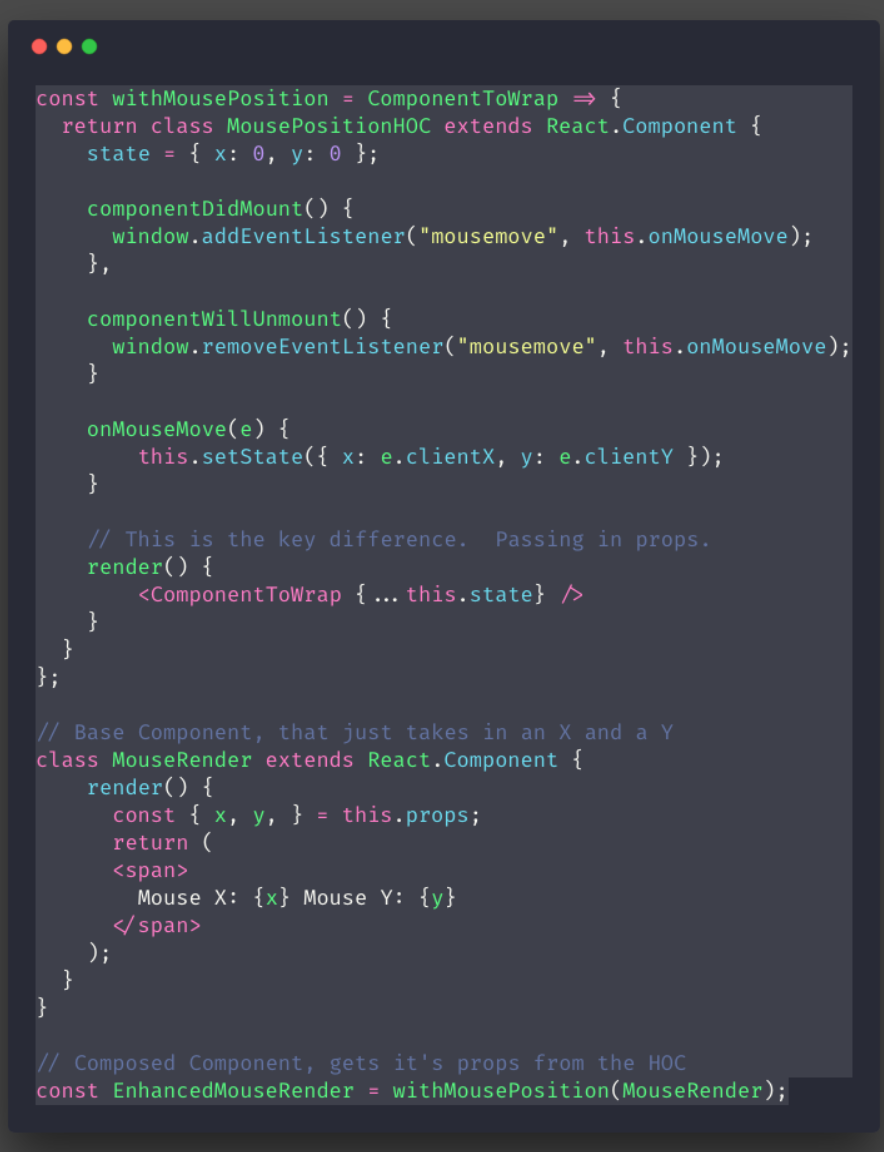 const withMousePosition = ComponentToWrap => {
  return class MousePositionHOC extends React.Component {
    state = { x: 0, y: 0 };

    componentDidMount() {
      window.addEventListener("mousemove", this.onMouseMove);
    },

    componentWillUnmount() {
      window.removeEventListener("mousemove", this.onMouseMove);
    }

    onMouseMove(e) {
        this.setState({ x: e.clientX, y: e.clientY });
    }

    // This is the key difference.  Passing in props.
    render() {
        <ComponentToWrap {...this.state} />
    }
  }
};

// Base Component, that just takes in an X and a Y
class MouseRender extends React.Component {
    render() {
      const { x, y, } = this.props;
      return (
      <span>
        Mouse X: {x} Mouse Y: {y}
      </span>
    );
  }
}

// Composed Component, gets it's props from the HOC
const EnhancedMouseRender = withMousePosition(MouseRender);